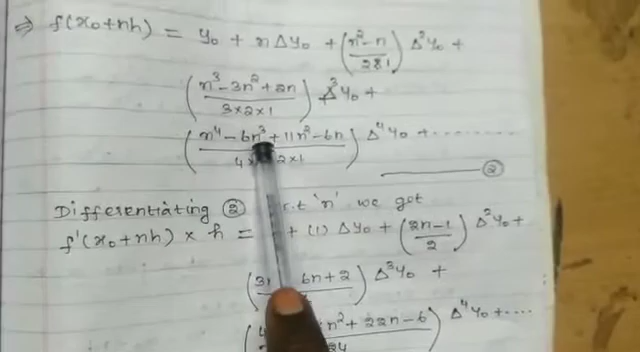 ⇒ f(x₀+nh) = y₀ + nΔy₀ + (n²-n / 2×1) Δ²y₀ +
(n³-3n²+2n / 3×2×1) Δ³y₀ +
(n⁴-6n³+11n²-6n / 4× 2×1) Δ⁴y₀ + ........
②
Differentiating ② r.t 'n' we get
f'(x₀+nh) × h = + (1) Δy₀ + (2n-1 / 2) Δ²y₀ +
(3n 6n+2) Δ³y₀ +
(4 n²+22n-6 / 24) Δ⁴y₀ + ....